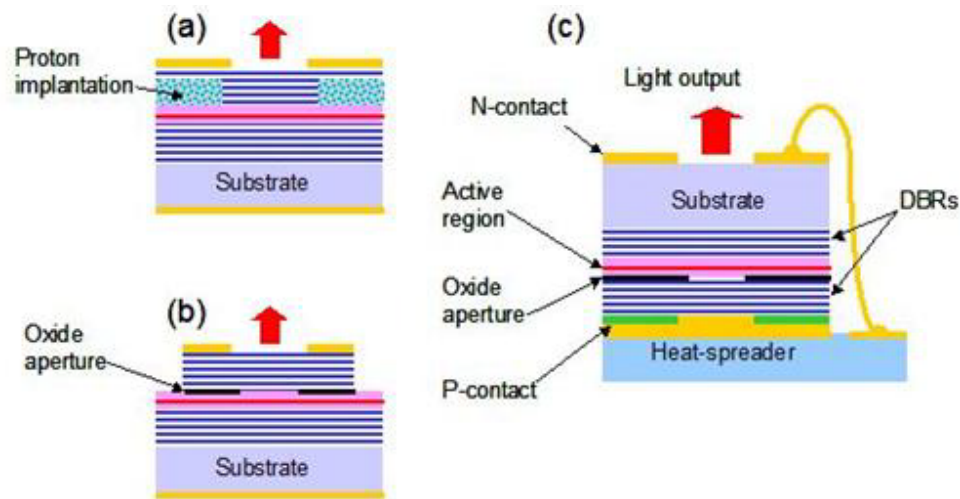 (a)
Proton
implantation
Substrate
(b)
Oxide
aperture
Substrate
(c)
Light output
N-contact
Active
region
Substrate
DBRs
Oxide
aperture
Heat-spreader
P-contact